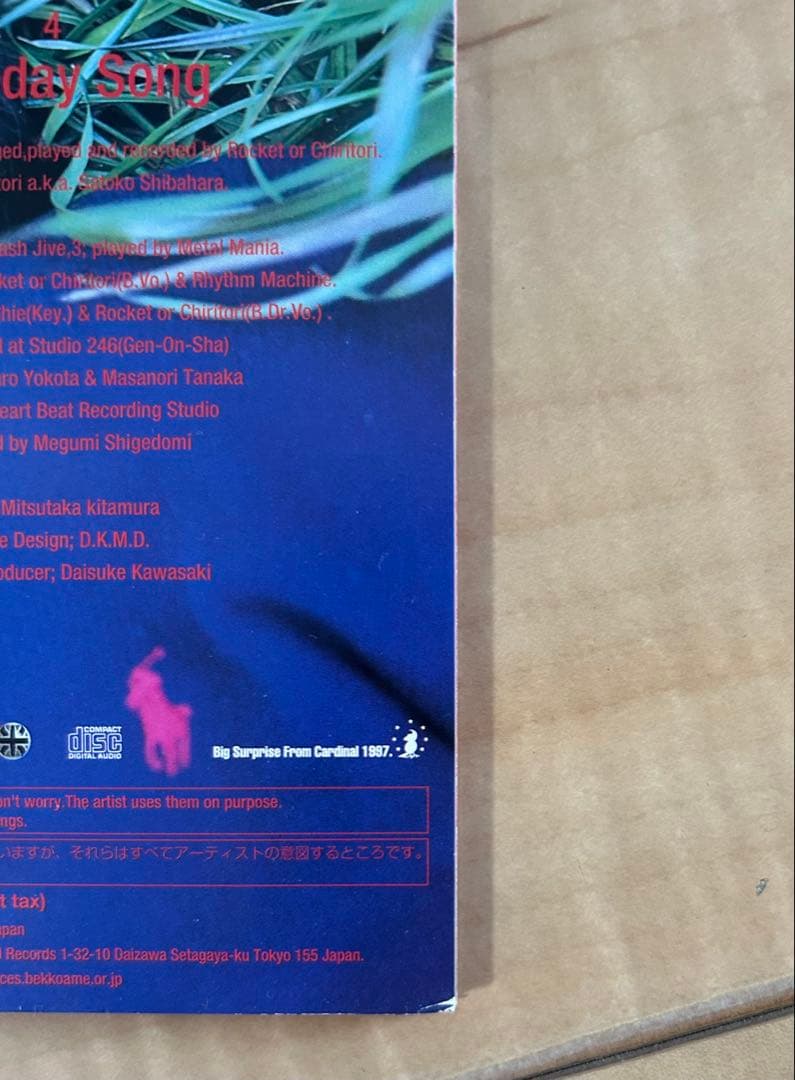 4
day Song
ged,played and recorded by Rocket or Chiritori.
tori a.k.a. Satoko Shibahara.
ash Jive,3; played by Metal Mania.
ket or Chiritori(B.Vo.) & Rhythm Machine.
hie(Key.) & Rocket or Chiritori(B.Dr.Vo.) .
at Studio 246(Gen-On-Sha)
ro Yokota & Masanori Tanaka
eart Beat Recording Studio
d by Megumi Shigedomi
Mitsutaka kitamura
e Design; D.K.M.D.
oducer; Daisuke Kawasaki
COMPACT
disc
DIGITAL AUDIO
Big Surprise From Cardinal 1997.
on't worry.The artist uses them on purpose.
ngs.
いますが、それらはすべてアーティストの意図するところです。
t tax)
apan
Records 1-32-10 Daizawa Setagaya-ku Tokyo 155 Japan.
ces.bekkoame.or.jp